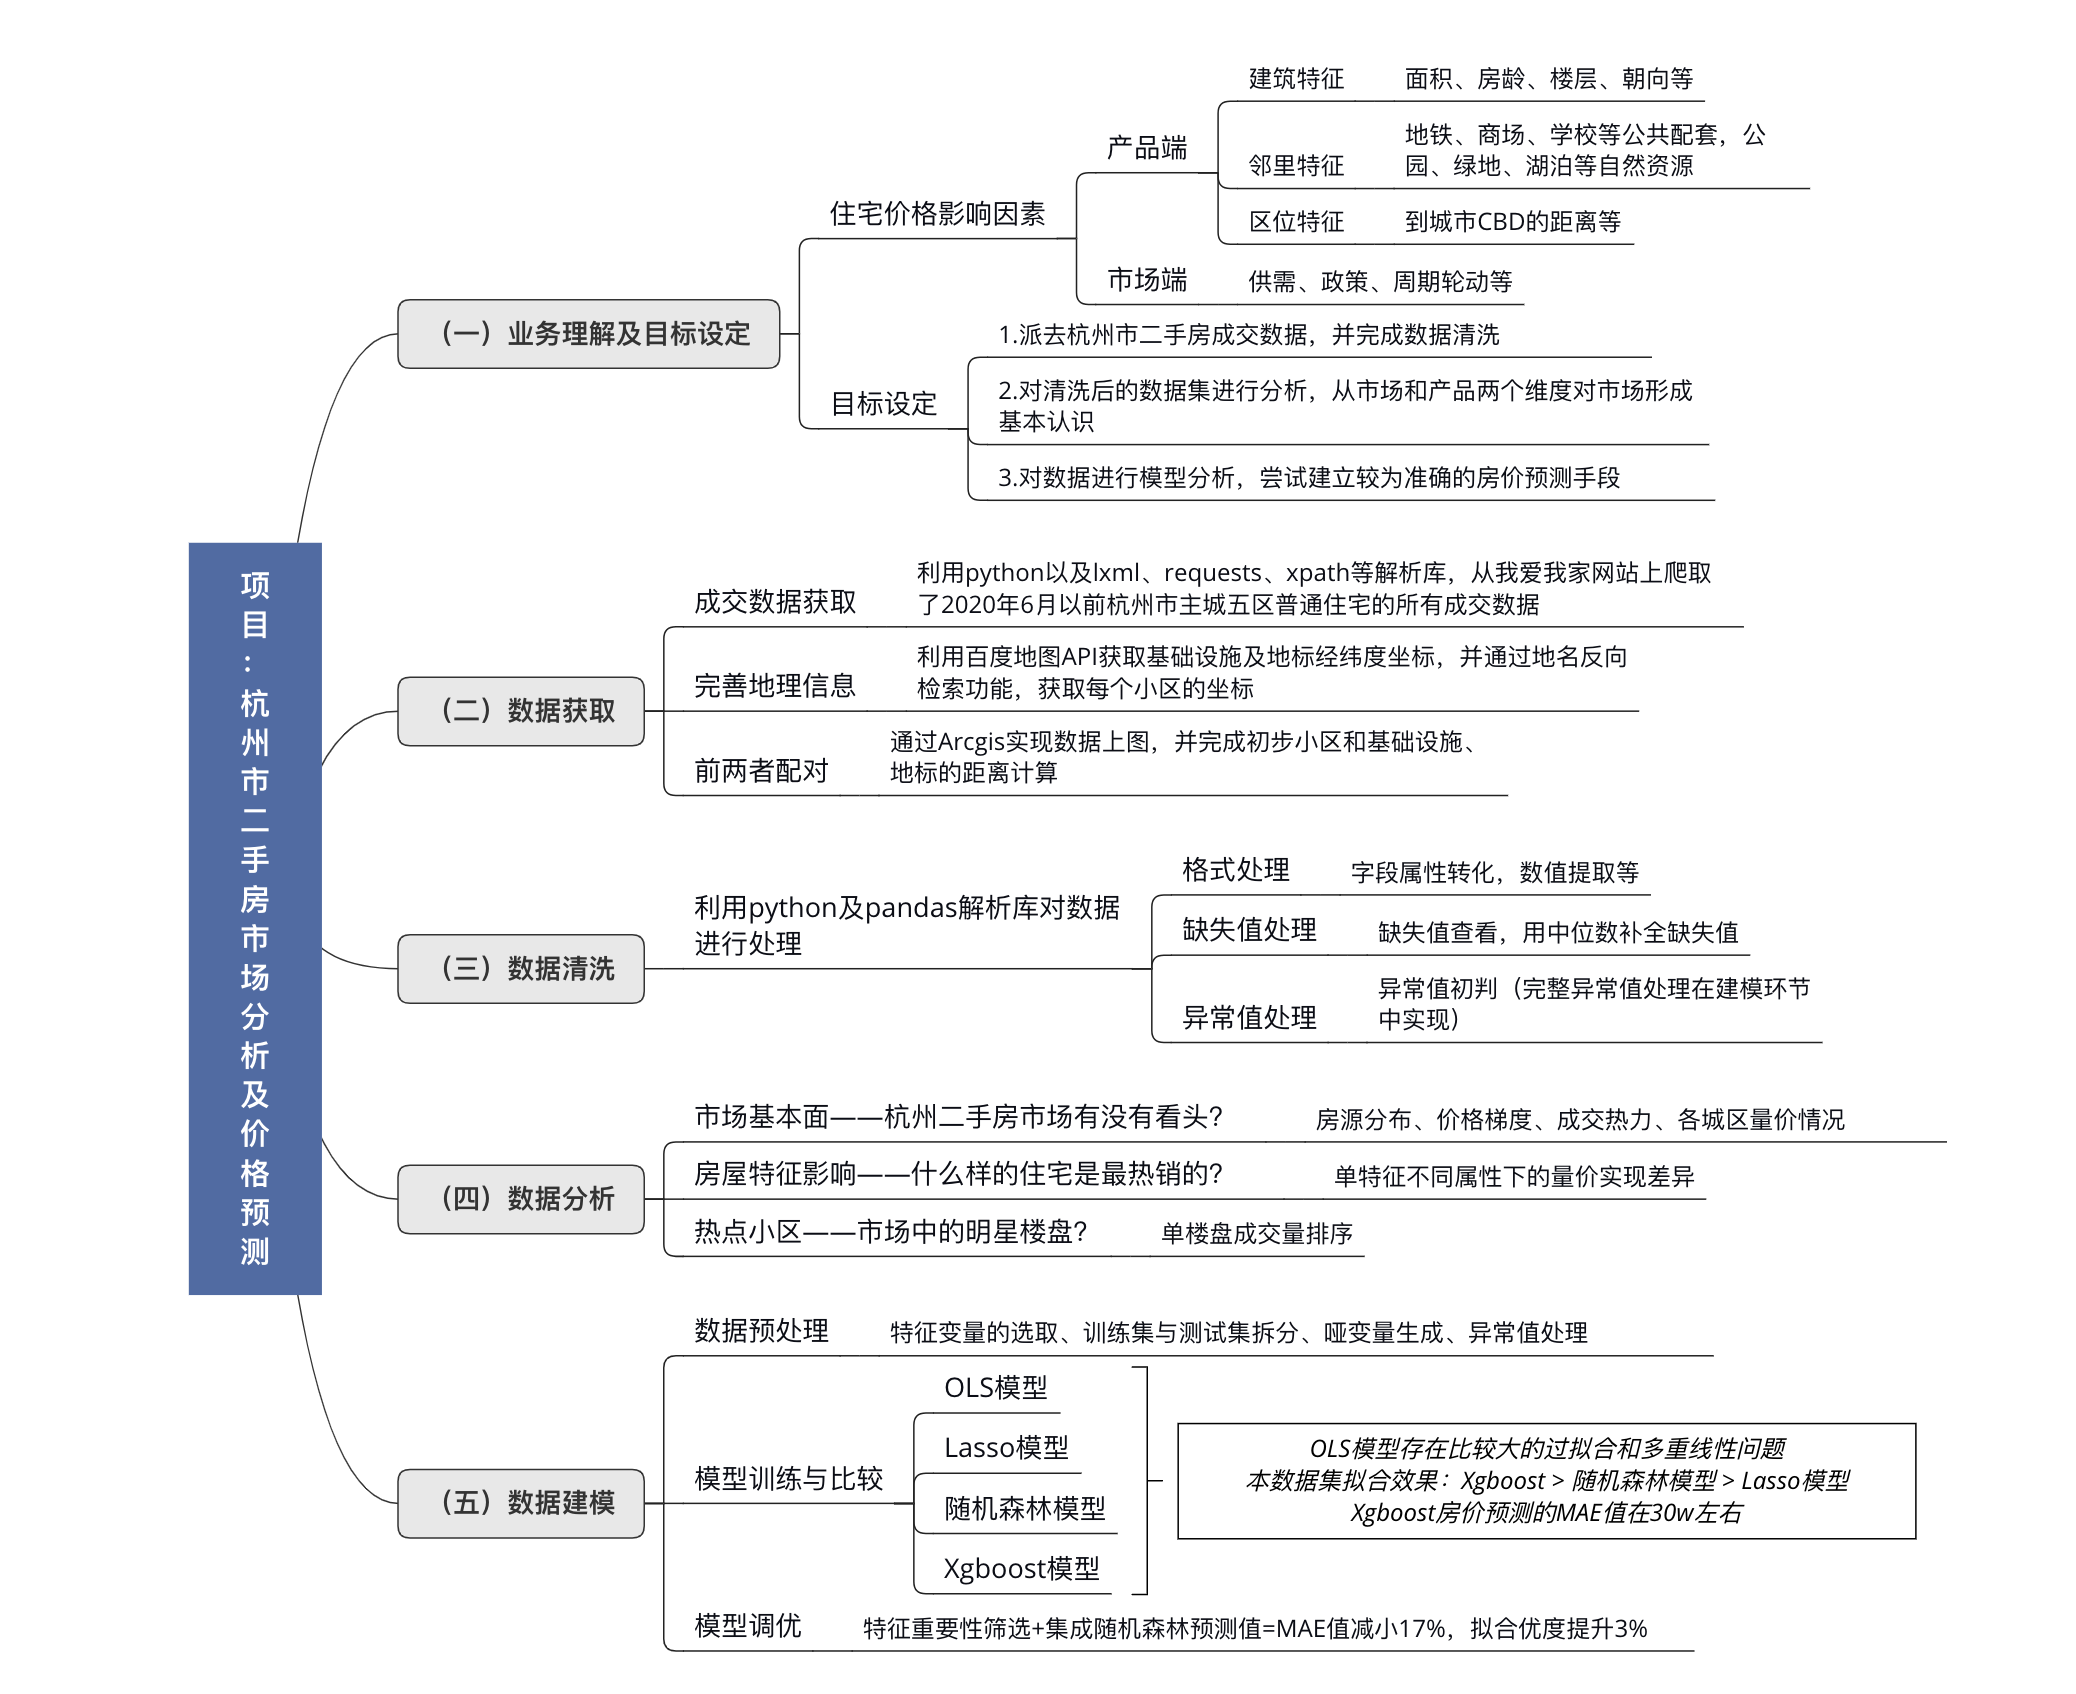 项目：杭州市二手房市场分析及价格预测
（一）业务理解及目标设定
住宅价格影响因素
产品端
建筑特征
面积、房龄、楼层、朝向等
邻里特征
地铁、商场、学校等公共配套，公
园、绿地、湖泊等自然资源
区位特征
到城市CBD的距离等
市场端
供需、政策、周期轮动等
目标设定
1.派去杭州市二手房成交数据，并完成数据清洗
2.对清洗后的数据集进行分析，从市场和产品两个维度对市场形成
基本认识
3.对数据进行模型分析，尝试建立较为准确的房价预测手段
（二）数据获取
成交数据获取
利用python以及lxml、requests、xpath等解析库，从我爱我家网站上爬取
了2020年6月以前杭州市主城五区普通住宅的所有成交数据
完善地理信息
利用百度地图API获取基础设施及地标经纬度坐标，并通过地名反向
检索功能，获取每个小区的坐标
前两者配对
通过Arcgis实现数据上图，并完成初步小区和基础设施、
地标的距离计算
（三）数据清洗
利用python及pandas解析库对数据
进行处理
格式处理
字段属性转化，数值提取等
缺失值处理
缺失值查看，用中位数补全缺失值
异常值处理
异常值初判（完整异常值处理在建模环节
中实现）
（四）数据分析
市场基本面——杭州二手房市场有没有看头？
房源分布、价格梯度、成交热力、各城区量价情况
房屋特征影响——什么样的住宅是最热销的？
单特征不同属性下的量价实现差异
热点小区——市场中的明星楼盘？
单楼盘成交量排序
（五）数据建模
数据预处理
特征变量的选取、训练集与测试集拆分、哑变量生成、异常值处理
模型训练与比较
OLS模型
Lasso模型
随机森林模型
Xgboost模型
OLS模型存在比较大的过拟合和多重线性问题
本数据集拟合效果：Xgboost > 随机森林模型 > Lasso模型
Xgboost房价预测的MAE值在30w左右
模型调优
特征重要性筛选+集成随机森林预测值=MAE值减小17%，拟合优度提升3%